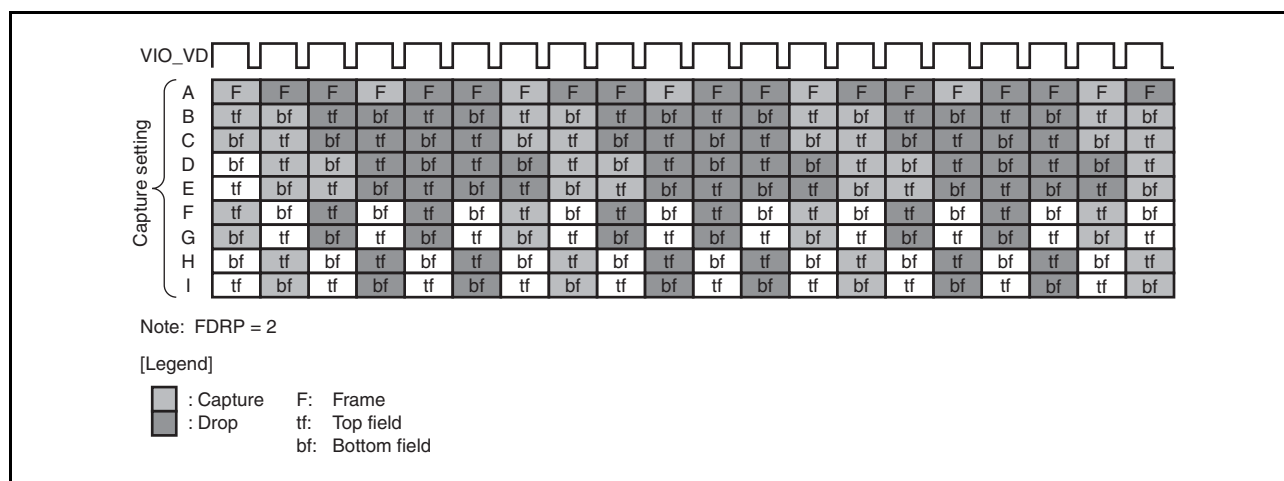 VIO_VD
Capture setting
A F F F F F F F F F F F F F F F F F F F F
B tf bf tf bf tf bf tf bf tf bf tf bf tf bf tf bf tf bf tf bf
C bf tf bf tf bf tf bf tf bf tf bf tf bf tf bf tf bf tf bf tf
D bf tf bf tf bf tf bf tf bf tf bf tf bf tf bf tf bf tf bf tf
E tf bf tf bf tf bf tf bf tf bf tf bf tf bf tf bf tf bf tf bf
F tf bf tf bf tf bf tf bf tf bf tf bf tf bf tf bf tf bf tf bf
G bf tf bf tf bf tf bf tf bf tf bf tf bf tf bf tf bf tf bf tf
H bf tf bf tf bf tf bf tf bf tf bf tf bf tf bf tf bf tf bf tf
I tf bf tf bf tf bf tf bf tf bf tf bf tf bf tf bf tf bf tf bf
Note: FDRP = 2
[Legend]
: Capture F: Frame
: Drop tf: Top field
bf: Bottom field